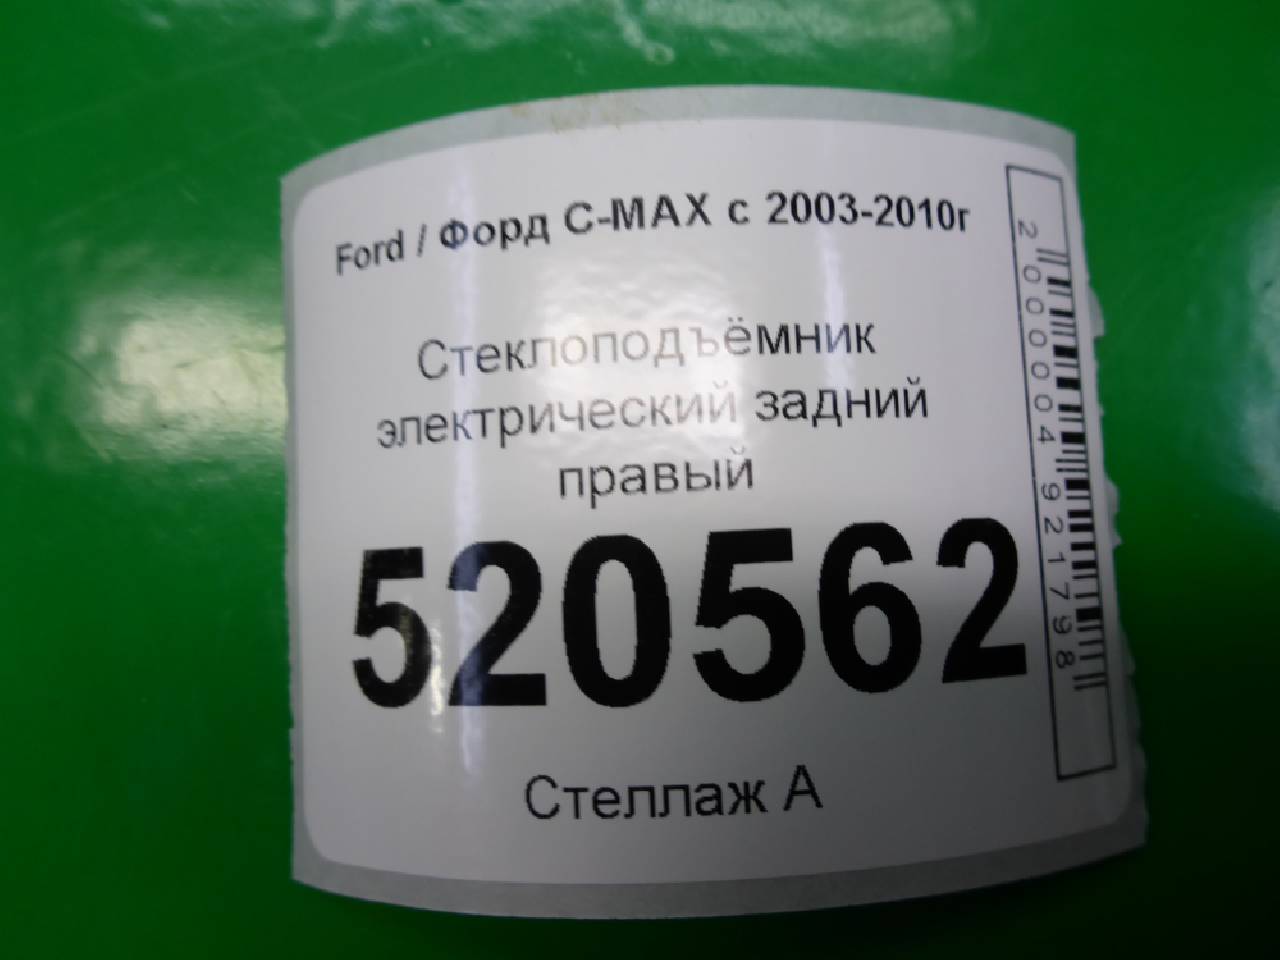 Ford / Форд C-MAX с 2003-2010г
Стеклоподъёмник
электрический задний
правый
520562
Стеллаж А
2000004921798